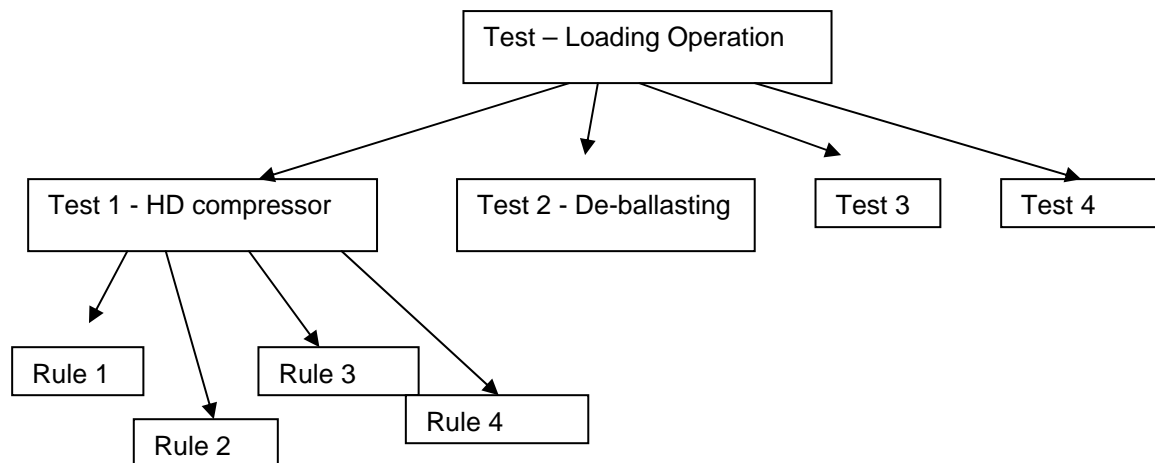 Test – Loading Operation
Test 1 - HD compressor
Test 2 - De-ballasting
Test 3
Test 4
Rule 1
Rule 3
Rule 4
Rule 2